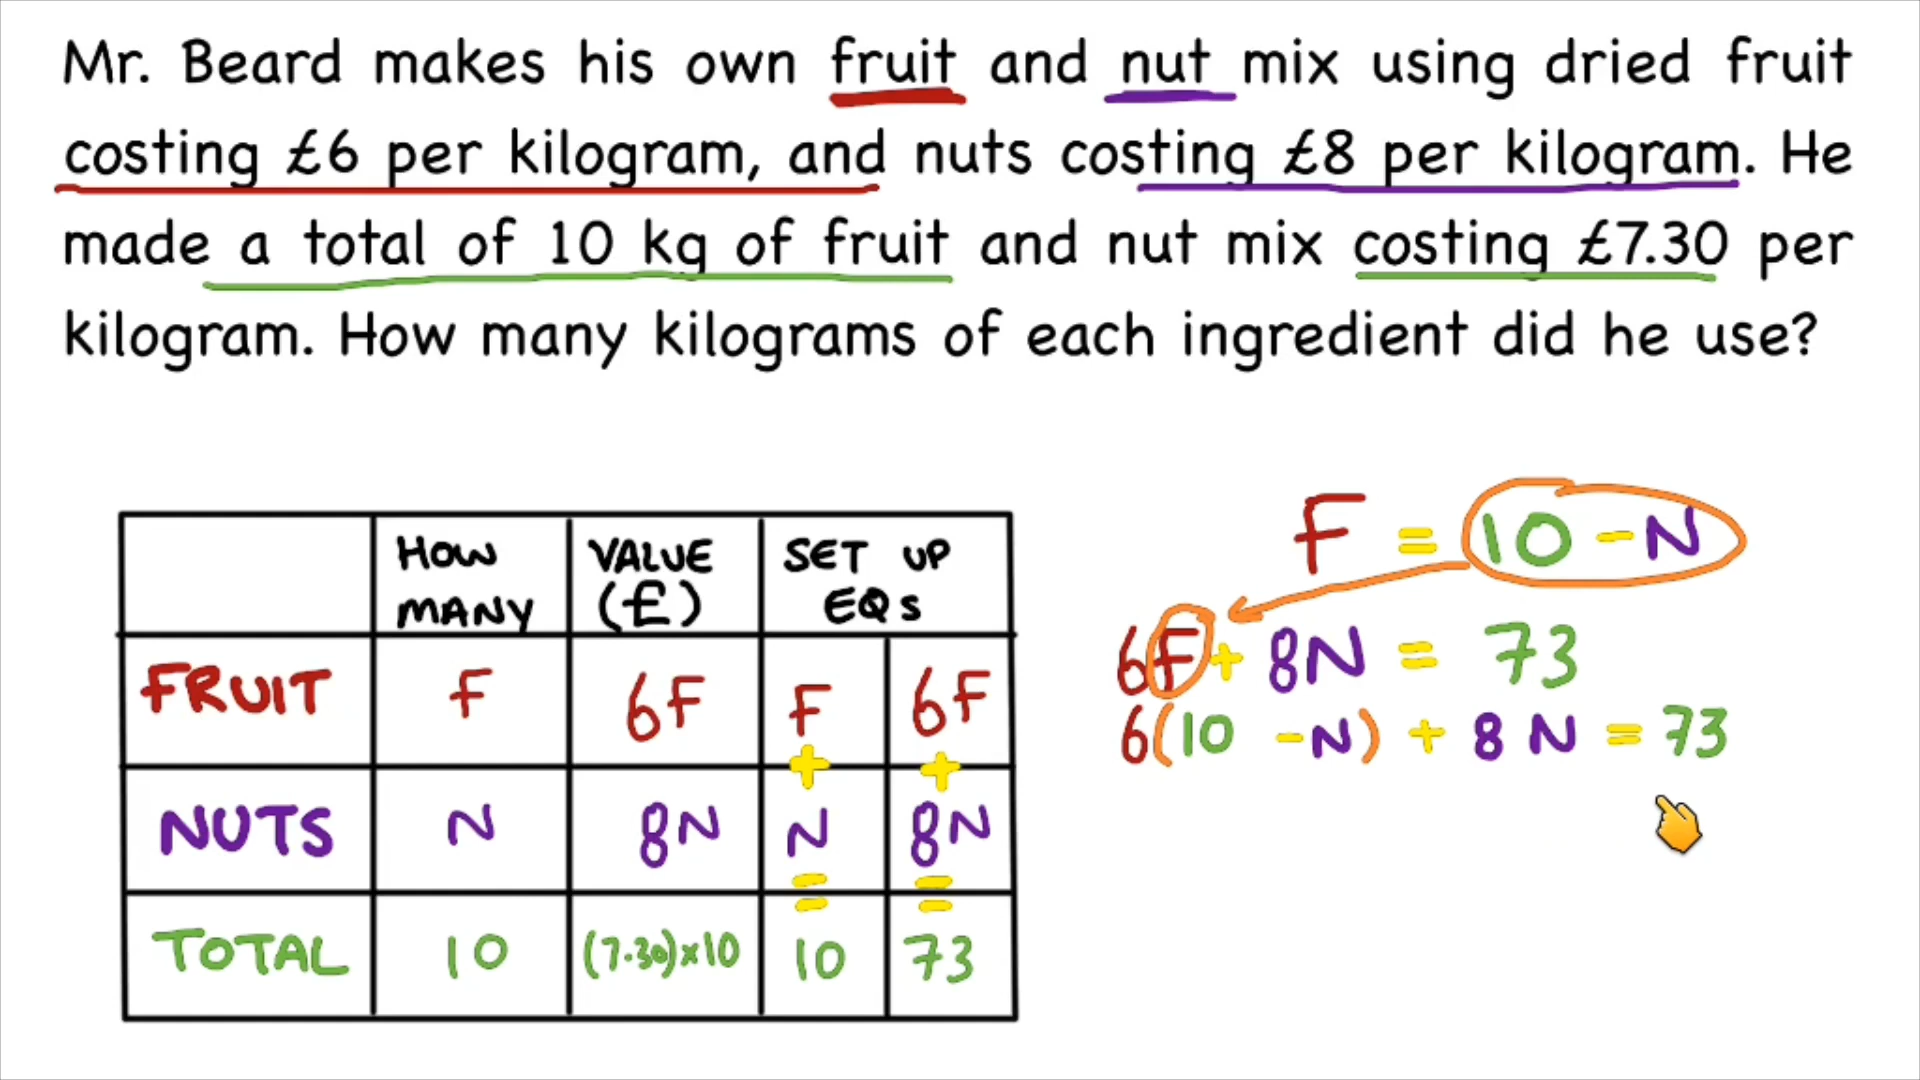 Mr. Beard makes his own fruit and nut mix using dried fruit
costing £6 per kilogram, and nuts costing £8 per kilogram. He
made a total of 10 kg of fruit and nut mix costing £7.30 per
kilogram. How many kilograms of each ingredient did he use?
F = 10 - N
6F + 8N = 73
6(10 - N) + 8 N = 73
HOW MANY VALUE (£) SET UP EQs
FRUIT F 6F F 6F
+ +
NUTS N 8N N 8N
= =
TOTAL 10 (7.30)×10 10 73